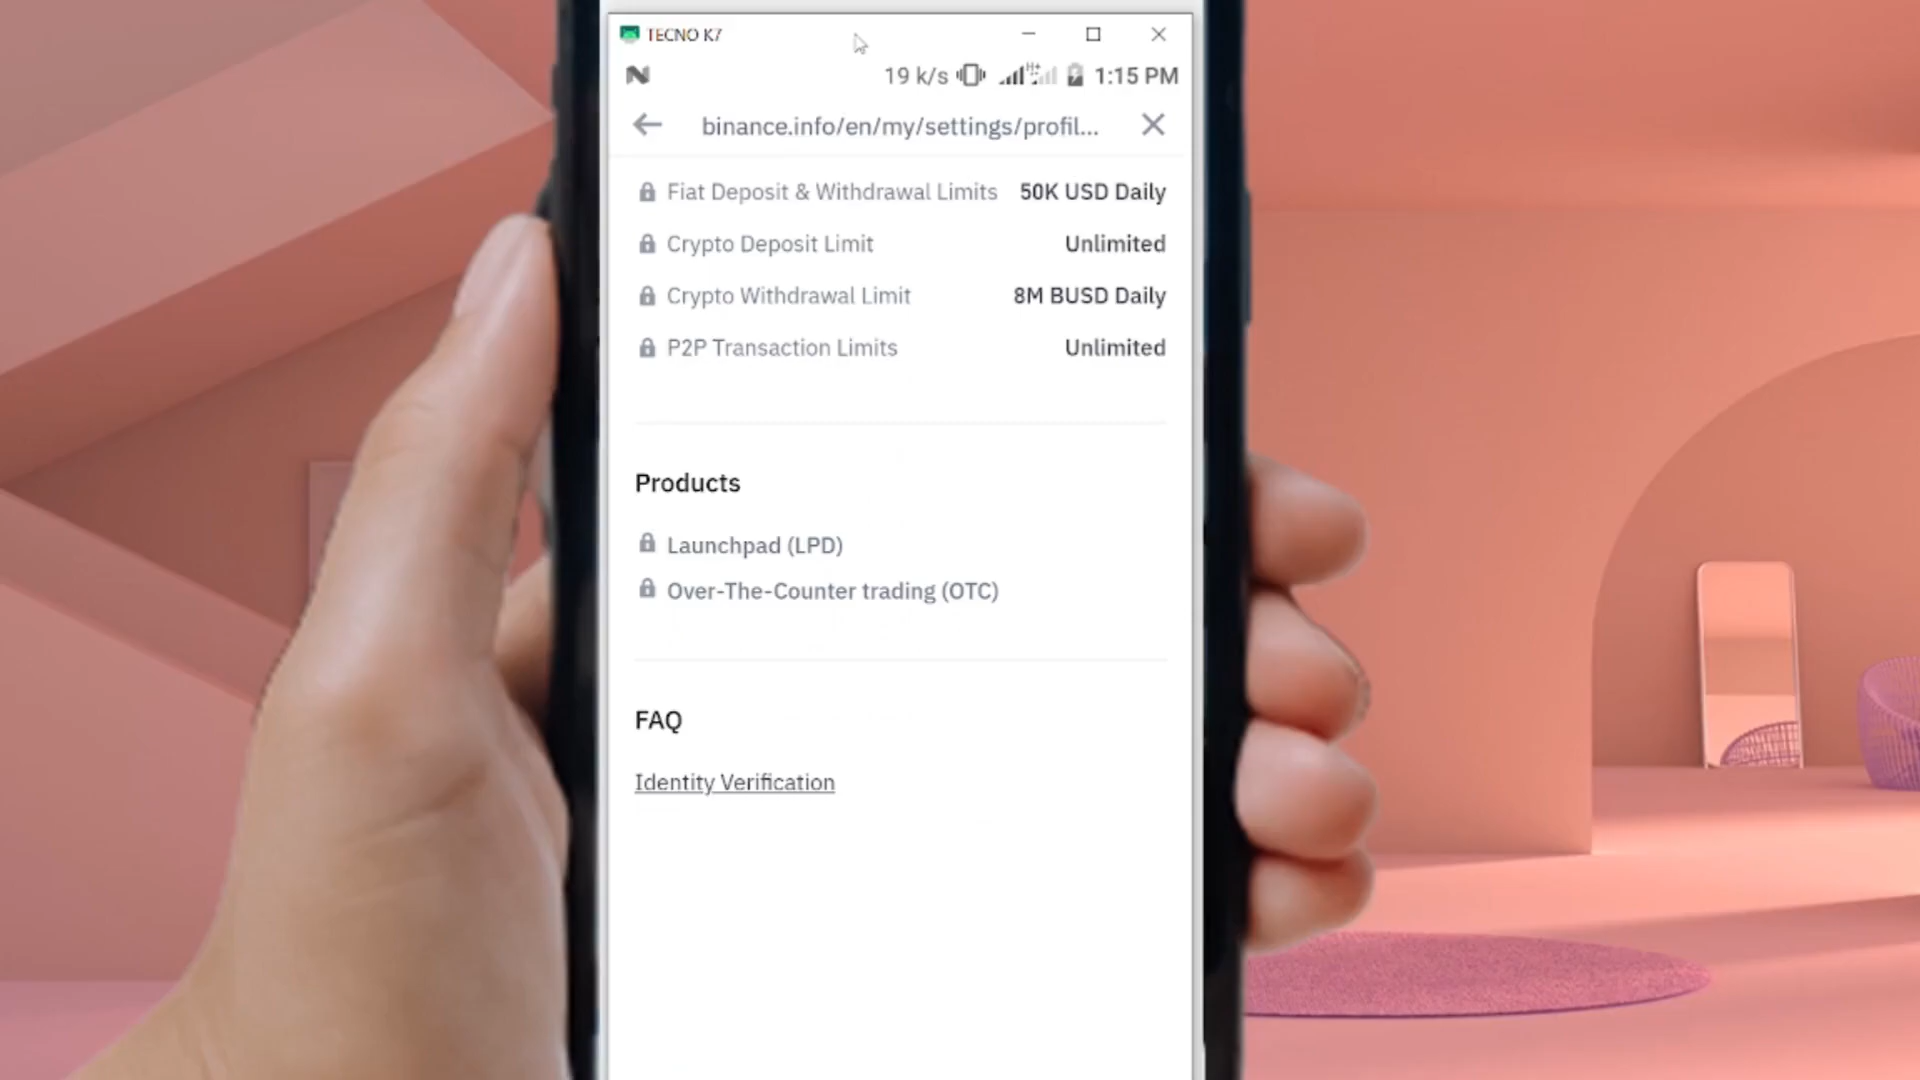 TECNO K7
19 k/s 1:15 PM
binance.info/en/my/settings/profil...
Fiat Deposit & Withdrawal Limits 50K USD Daily
Crypto Deposit Limit Unlimited
Crypto Withdrawal Limit 8M BUSD Daily
P2P Transaction Limits Unlimited
Products
Launchpad (LPD)
Over-The-Counter trading (OTC)
FAQ
Identity Verification